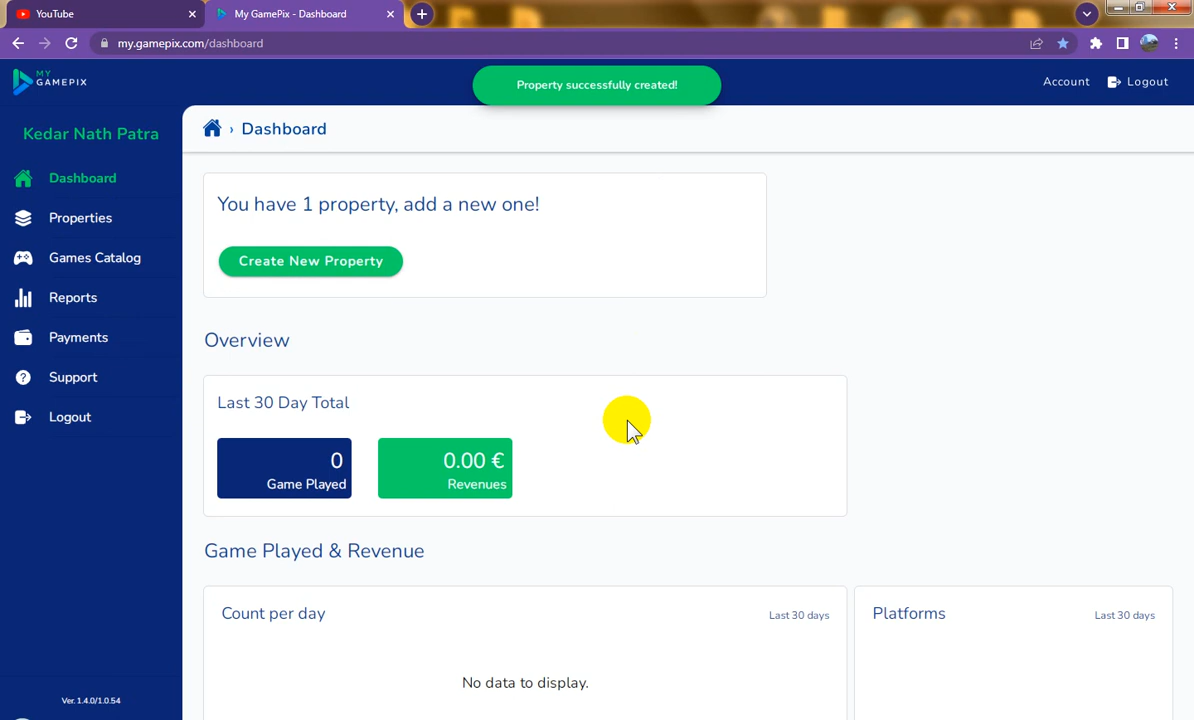 YouTube
My GamePix - Dashboard
my.gamepix.com/dashboard
MY
GAMEPIX
Property successfully created!
Account
Logout
Kedar Nath Patra
Dashboard
Properties
Games Catalog
Reports
Payments
Support
Logout
Ver. 1.4.0/1.0.54
› Dashboard
You have 1 property, add a new one!
Create New Property
Overview
Last 30 Day Total
0
Game Played
0.00 €
Revenues
Game Played & Revenue
Count per day
Last 30 days
No data to display.
Platforms
Last 30 days